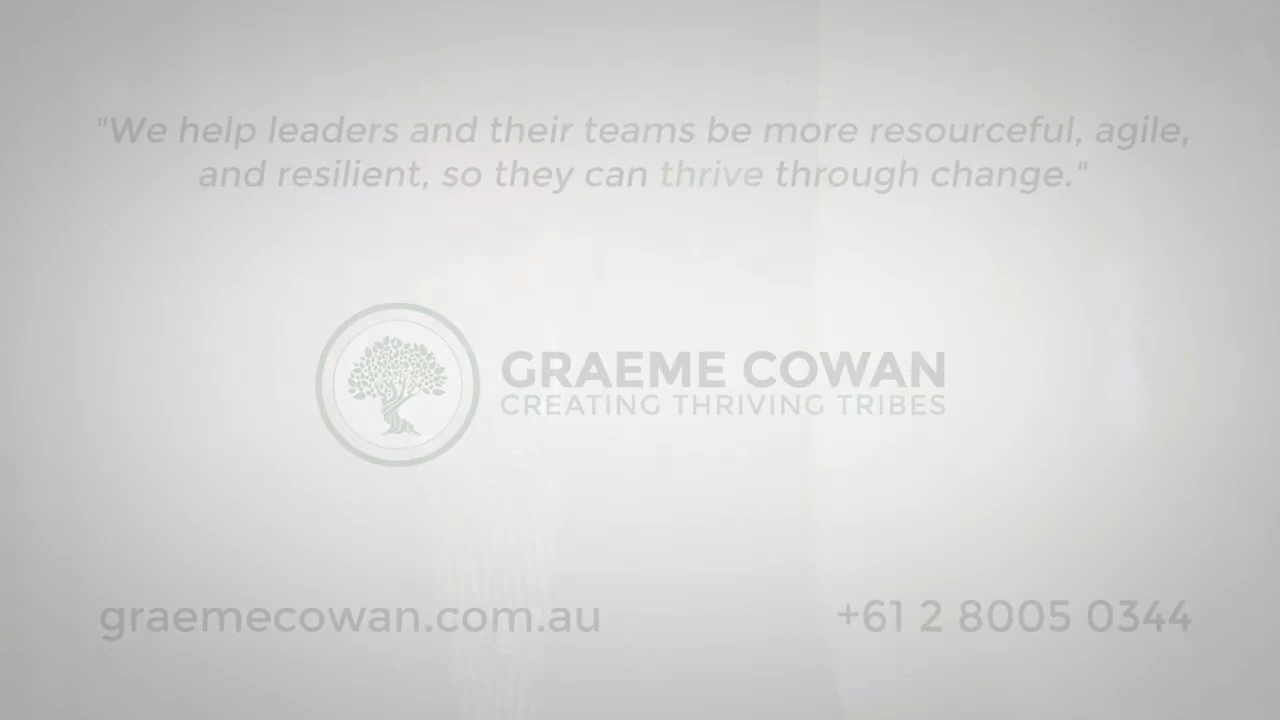 "We help leaders and their teams be more resourceful, agile,
and resilient, so they can thrive through change."
GRAEME COWAN
CREATING THRIVING TRIBES
graemecowan.com.au
+61 2 8005 0344